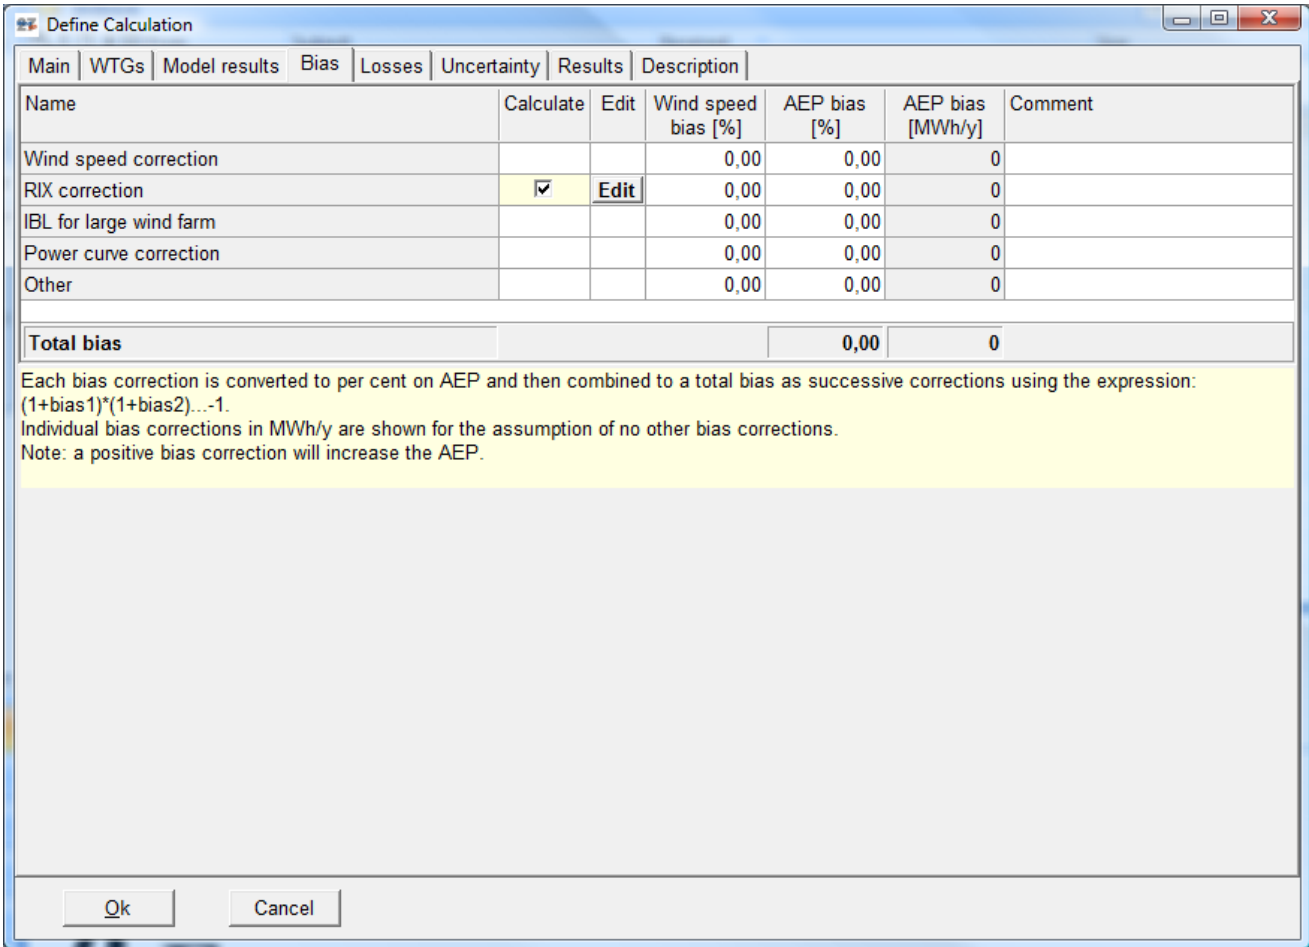 Define Calculation
Main WTGs Model results Bias Losses Uncertainty Results Description
Name Calculate Edit Wind speed bias [%] AEP bias [%] AEP bias [MWh/y] Comment
Wind speed correction 0,00 0,00 0
RIX correction Edit 0,00 0,00 0
IBL for large wind farm 0,00 0,00 0
Power curve correction 0,00 0,00 0
Other 0,00 0,00 0
Total bias 0,00 0
Each bias correction is converted to per cent on AEP and then combined to a total bias as successive corrections using the expression:
(1+bias1)*(1+bias2)...-1.
Individual bias corrections in MWh/y are shown for the assumption of no other bias corrections.
Note: a positive bias correction will increase the AEP.
Ok Cancel